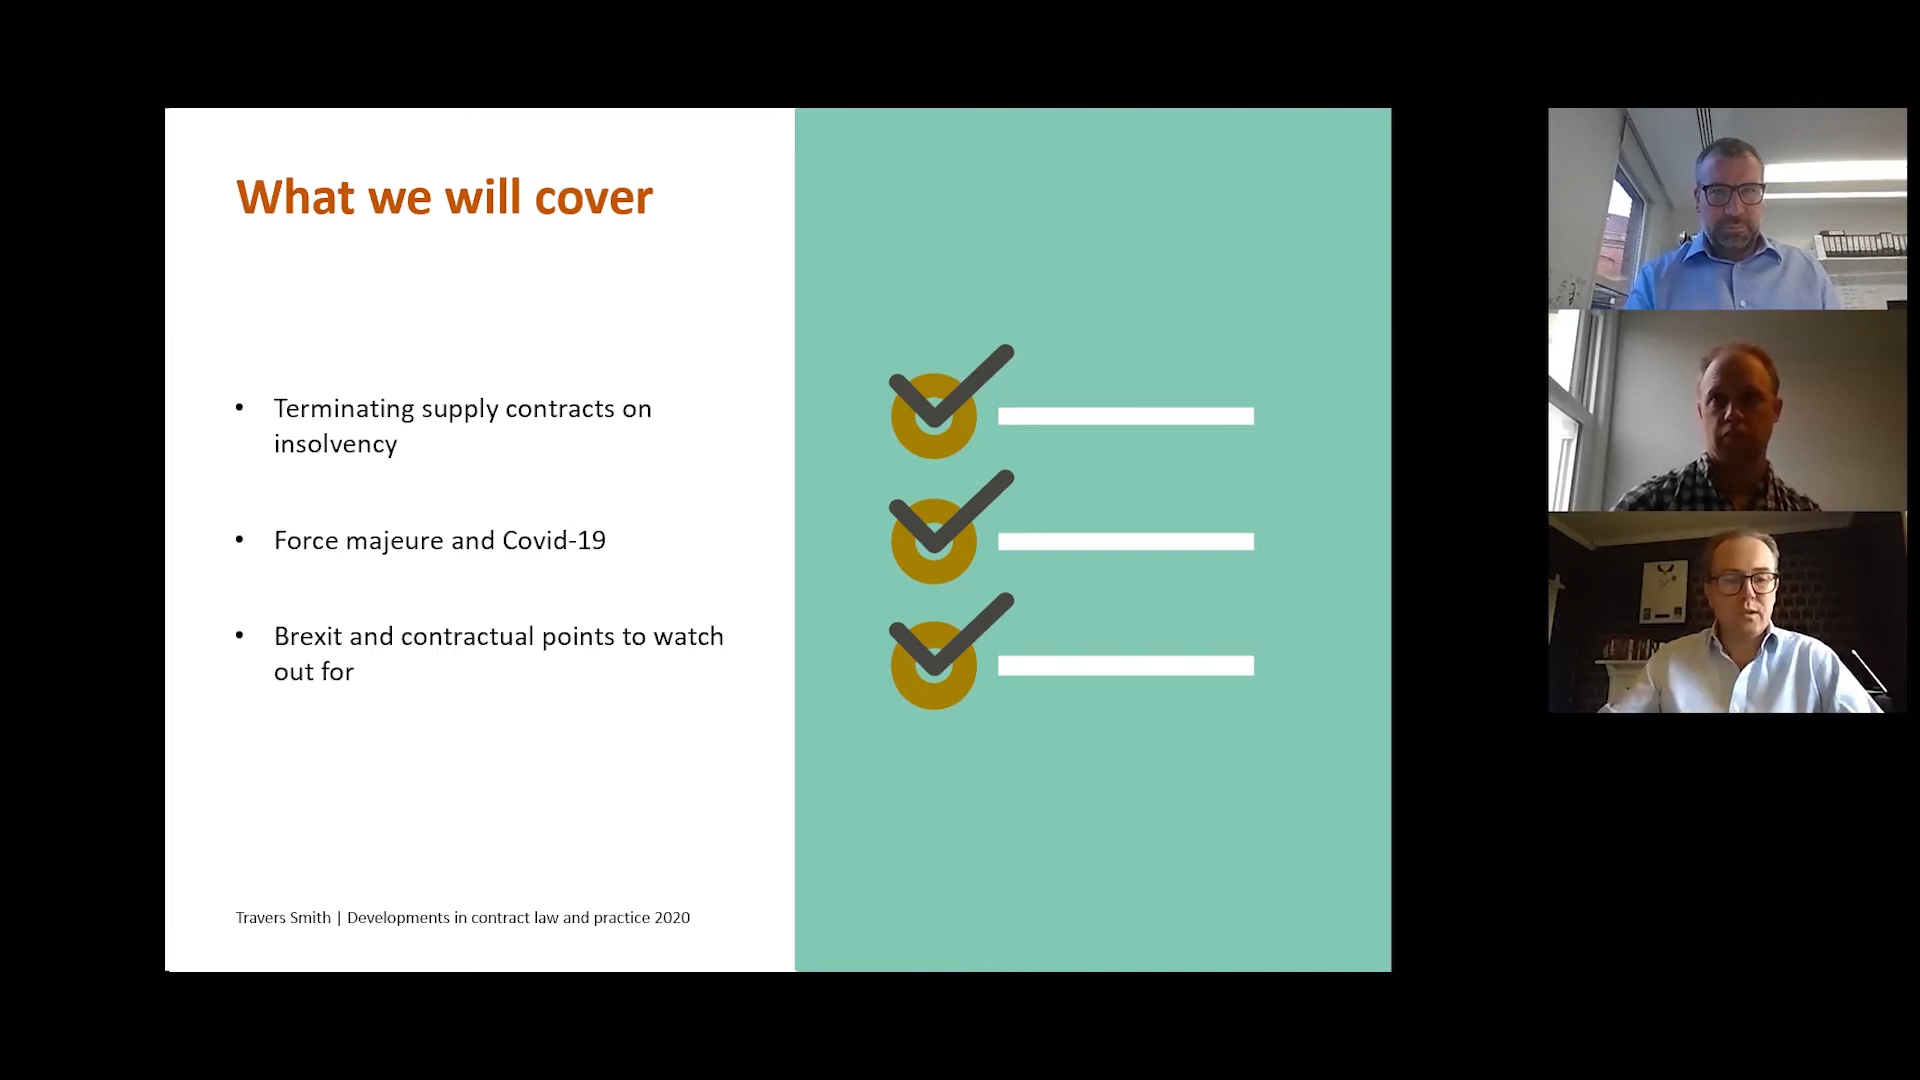 What we will cover
• Terminating supply contracts on
insolvency
• Force majeure and Covid-19
• Brexit and contractual points to watch
out for
Travers Smith | Developments in contract law and practice 2020